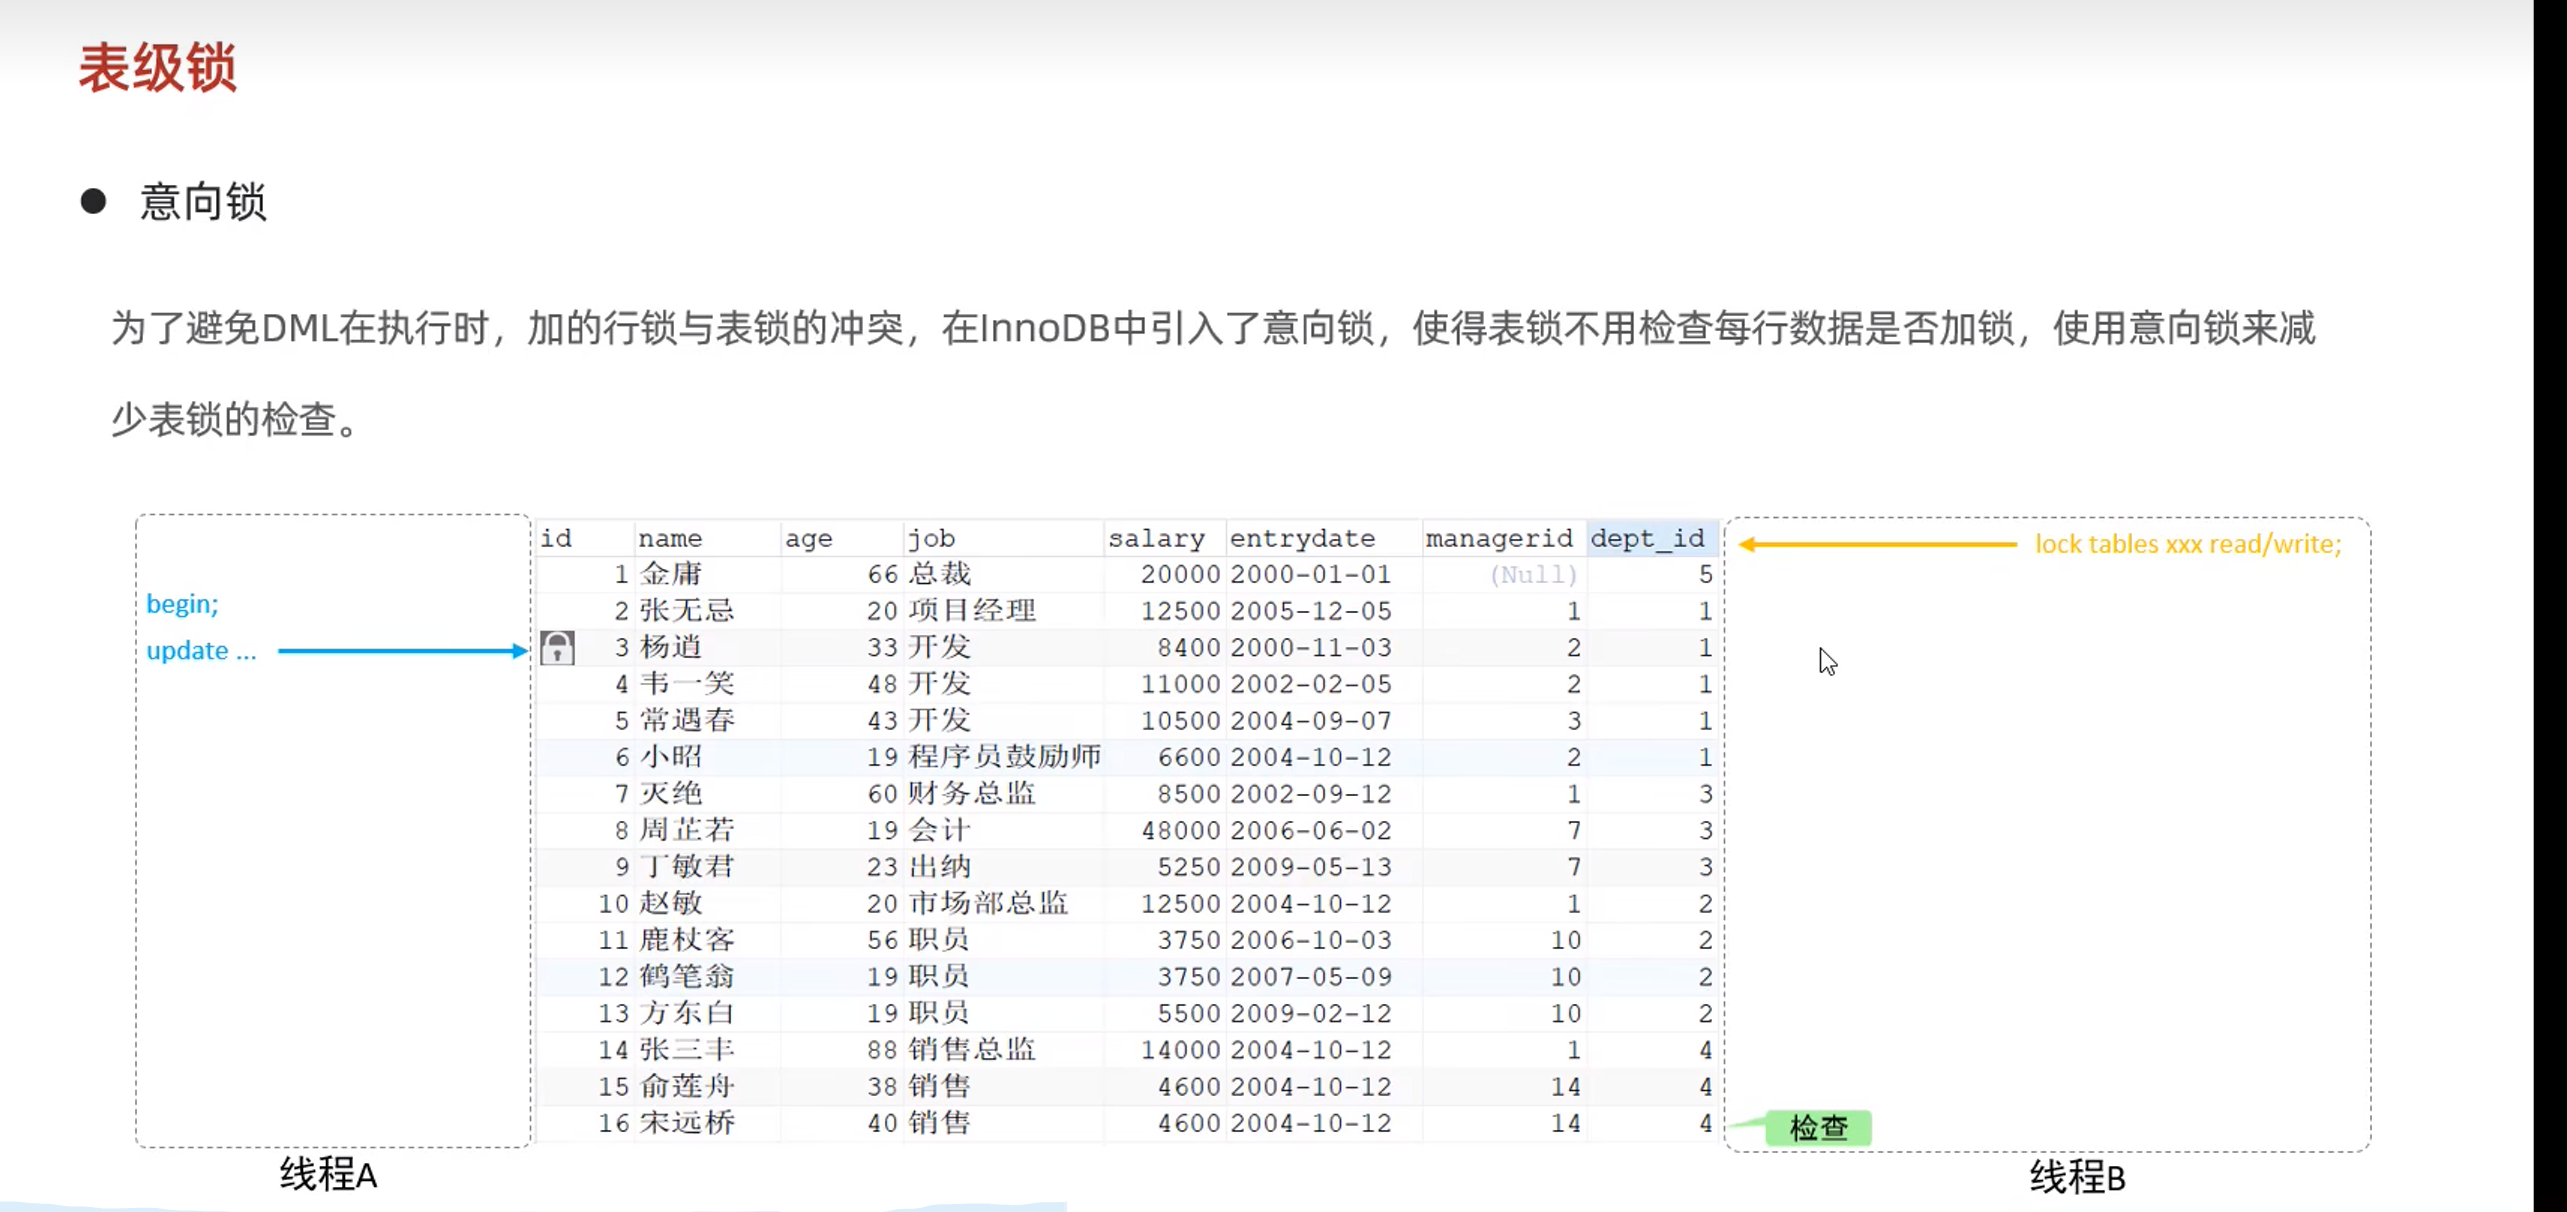 表级锁
意向锁
为了避免DML在执行时，加的行锁与表锁的冲突，在InnoDB中引入了意向锁，使得表锁不用检查每行数据是否加锁，使用意向锁来减
少表锁的检查。
begin;
update ...
线程A
id name age job salary entrydate managerid dept_id
1 金庸 66 总裁 20000 2000-01-01 (Null) 5
2 张无忌 20 项目经理 12500 2005-12-05 1 1
3 杨逍 33 开发 8400 2000-11-03 2 1
4 韦一笑 48 开发 11000 2002-02-05 2 1
5 常遇春 43 开发 10500 2004-09-07 3 1
6 小昭 19 程序员鼓励师 6600 2004-10-12 2 1
7 灭绝 60 财务总监 8500 2002-09-12 1 3
8 周芷若 19 会计 48000 2006-06-02 7 3
9 丁敏君 23 出纳 5250 2009-05-13 7 3
10 赵敏 20 市场部总监 12500 2004-10-12 1 2
11 鹿杖客 56 职员 3750 2006-10-03 10 2
12 鹤笔翁 19 职员 3750 2007-05-09 10 2
13 方东白 19 职员 5500 2009-02-12 10 2
14 张三丰 88 销售总监 14000 2004-10-12 1 4
15 俞莲舟 38 销售 4600 2004-10-12 14 4
16 宋远桥 40 销售 4600 2004-10-12 14 4
lock tables xxx read/write;
检查
线程B